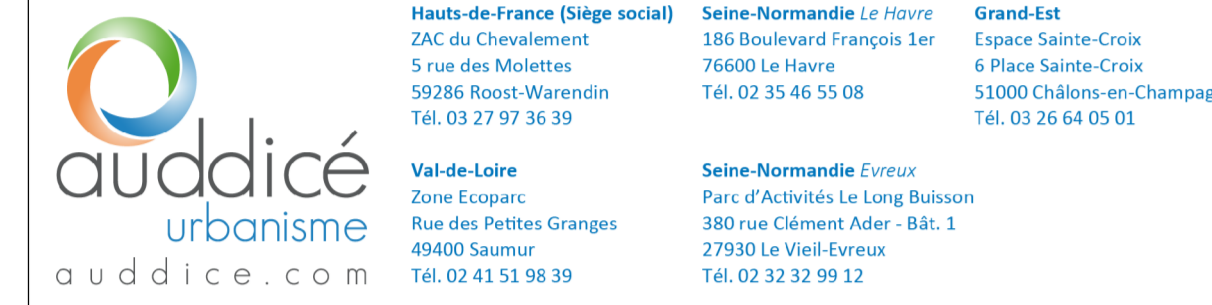 auddicé
urbanisme
auddice.com
Hauts-de-France (Siège social)
ZAC du Chevalement
5 rue des Molettes
59286 Roost-Warendin
Tél. 03 27 97 36 39
Seine-Normandie Le Havre
186 Boulevard François 1er
76600 Le Havre
Tél. 02 35 46 55 08
Grand-Est
Espace Sainte-Croix
6 Place Sainte-Croix
51000 Châlons-en-Champag
Tél. 03 26 64 05 01
Val-de-Loire
Zone Ecoparc
Rue des Petites Granges
49400 Saumur
Tél. 02 41 51 98 39
Seine-Normandie Evreux
Parc d'Activités Le Long Buisson
380 rue Clément Ader - Bât. 1
27930 Le Vieil-Evreux
Tél. 02 32 32 99 12